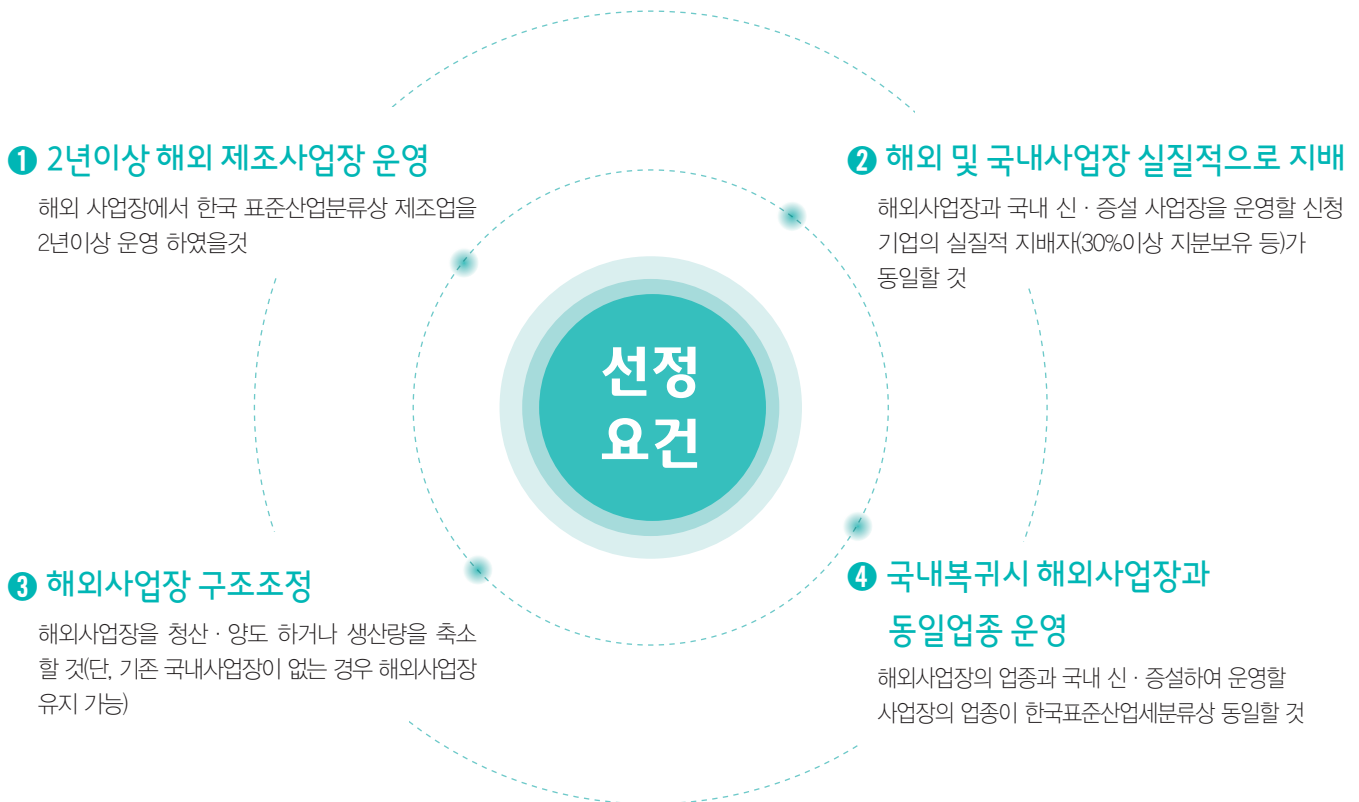 ❶ 2년이상 해외 제조사업장 운영
해외 사업장에서 한국 표준산업분류상 제조업을
2년이상 운영 하였을것
❷ 해외 및 국내사업장 실질적으로 지배
해외사업장과 국내 신 · 증설 사업장을 운영할 신청
기업의 실질적 지배자(30%이상 지분보유 등)가
동일할 것
선정
요건
❸ 해외사업장 구조조정
해외사업장을 청산 · 양도 하거나 생산량을 축소
할 것(단, 기존 국내사업장이 없는 경우 해외사업장
유지 가능)
❹ 국내복귀시 해외사업장과
동일업종 운영
해외사업장의 업종과 국내 신 · 증설하여 운영할
사업장의 업종이 한국표준산업세분류상 동일할 것